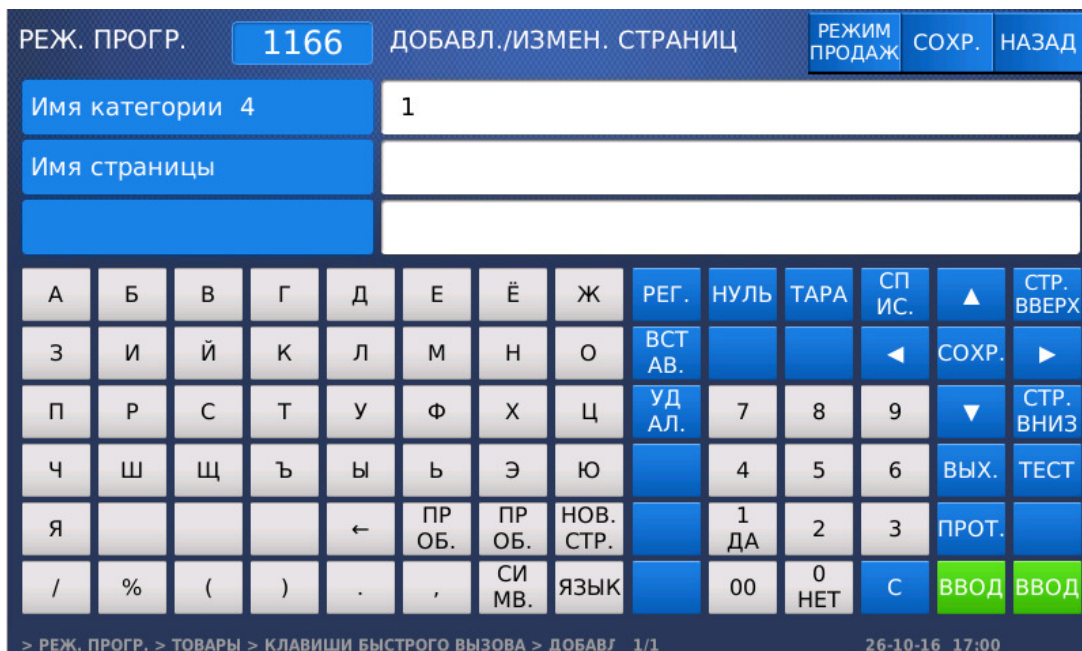 РЕЖ. ПРОГР. 1166 ДОБАВЛ./ИЗМЕН. СТРАНИЦ РЕЖИМ ПРОДАЖ СОХР. НАЗАД
Имя категории 4 1
Имя страницы
А Б В Г Д Е Ё Ж РЕГ. НУЛЬ ТАРА СП ИС. ▲ СТР. ВВЕРХ
З И Й К Л М Н О ВСТ АВ. ◀ СОХР. ▶
П Р С Т У Ф Х Ц УД АЛ. 7 8 9 ▼ СТР. ВНИЗ
Ч Ш Щ Ъ Ы Ь Э Ю 4 5 6 ВЫХ. ТЕСТ
Я ← ПР ОБ. ПР ОБ. НОВ. СТР. 1 ДА 2 3 ПРОТ.
/ % ( ) . , СИ МВ. ЯЗЫК 00 0 НЕТ С ВВОД ВВОД
> РЕЖ. ПРОГР. > ТОВАРЫ > КЛАВИШИ БЫСТРОГО ВЫЗОВА > ДОБАВЛ 1/1 26-10-16 17:00